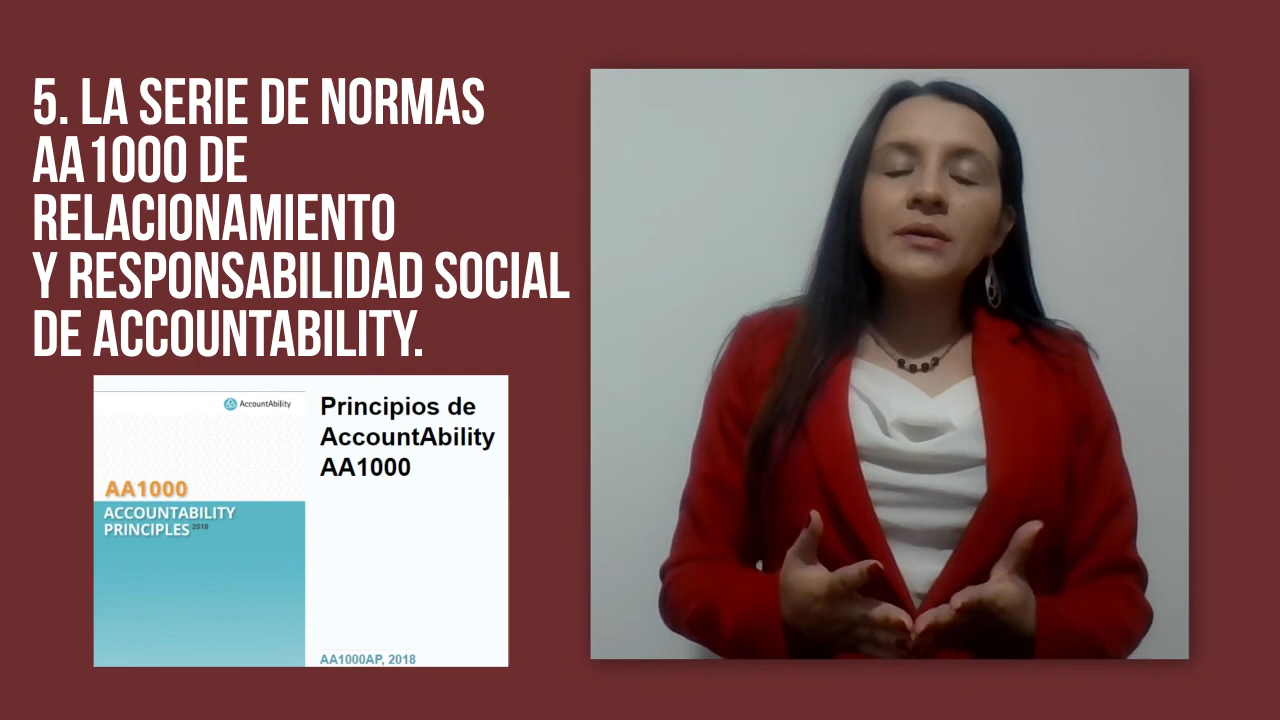 5. LA SERIE DE NORMAS
AA1000 DE
RELACIONAMIENTO
Y RESPONSABILIDAD SOCIAL
DE ACCOUNTABILITY.
AccountAbility
AA1000
ACCOUNTABILITY
PRINCIPLES 2018
Principios de
AccountAbility
AA1000
AA1000AP, 2018